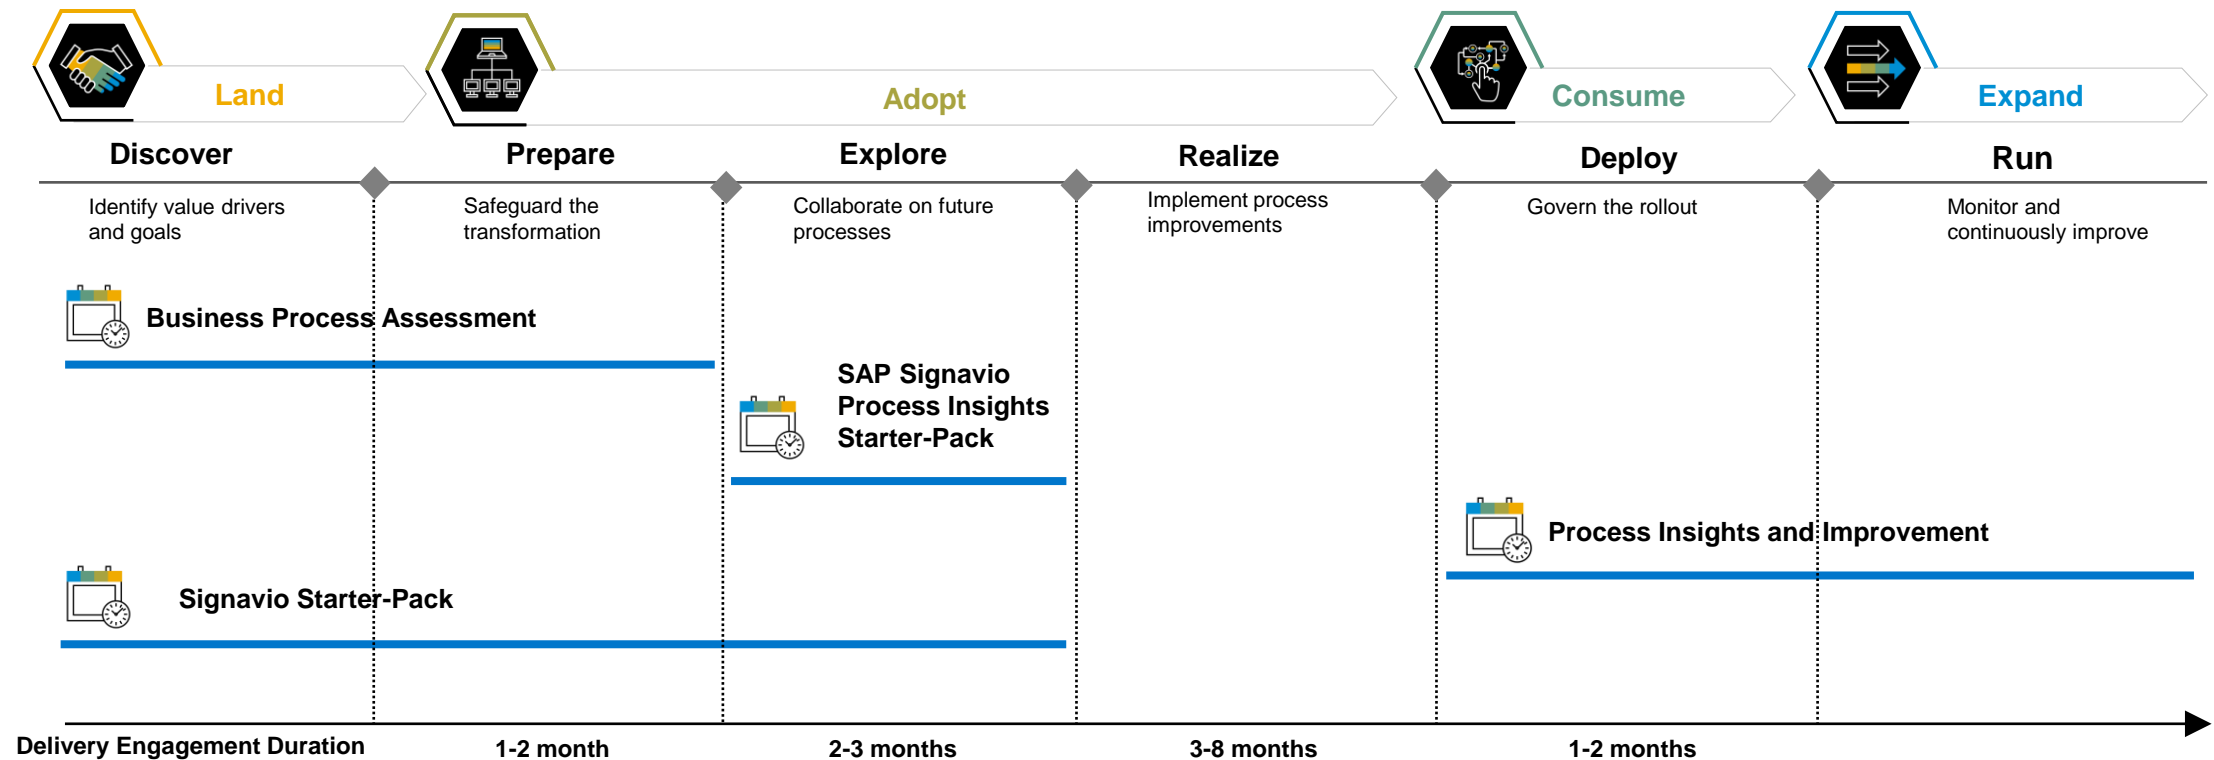 Land
Adopt
Consume
Expand
Discover
Prepare
Explore
Realize
Deploy
Run
Identify value drivers
and goals
Safeguard the
transformation
Collaborate on future
processes
Implement process
improvements
Govern the rollout
Monitor and
continuously improve
Business Process Assessment
SAP Signavio
Process Insights
Starter-Pack
Process Insights and Improvement
Signavio Starter-Pack
Delivery Engagement Duration
1-2 month
2-3 months
3-8 months
1-2 months